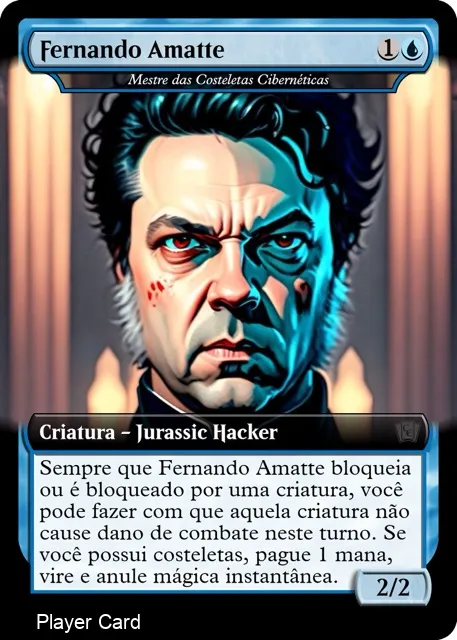 Fernando Amatte 1
Mestre das Costeletas Cibernéticas
Criatura – Jurassic Hacker
Sempre que Fernando Amatte bloqueia
ou é bloqueado por uma criatura, você
pode fazer com que aquela criatura não
cause dano de combate neste turno. Se
você possui costeletas, pague 1 mana,
vire e anule mágica instantânea.
2/2
Player Card